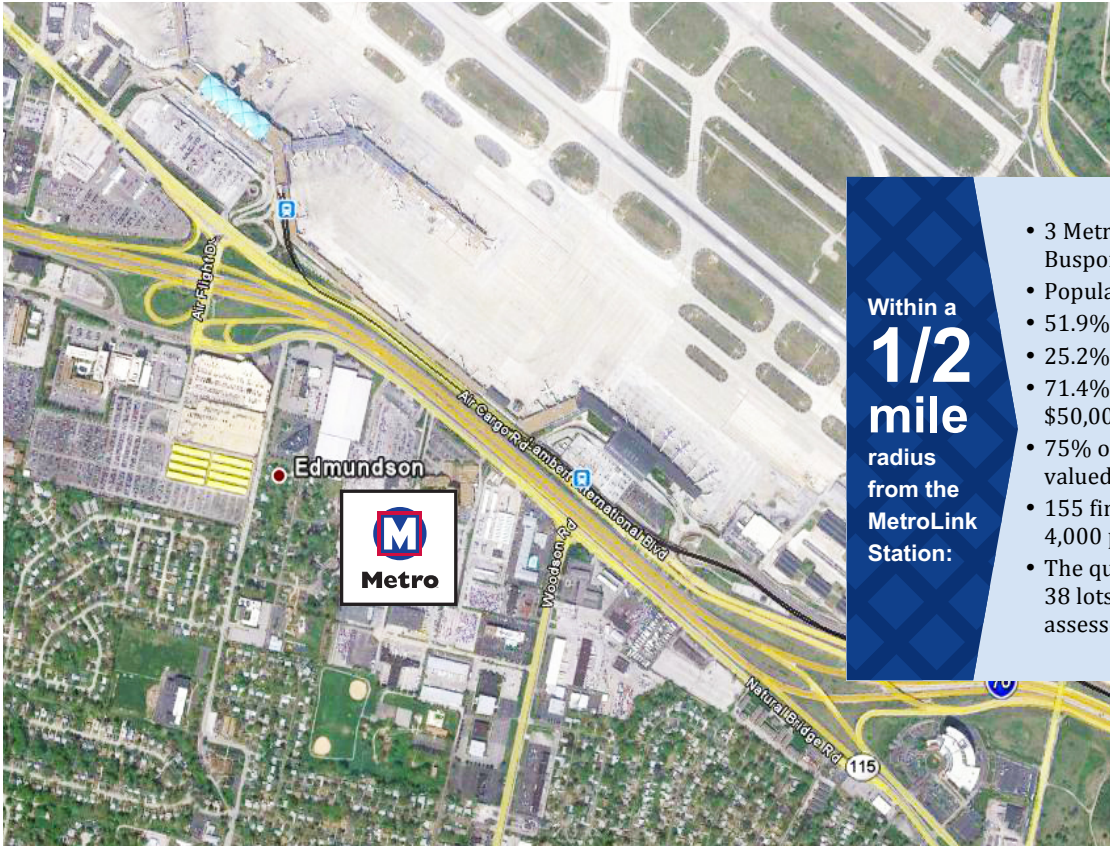 Air Flight Dr
Edmundson
M
Metro
Air Cargo Rd
Lambert International Blvd
Woodson Rd
Natural Bridge Rd
115
70
Within a
1/2
mile
radius
from the
MetroLink
Station:
• 3 Metr
Buspor
• Popula
• 51.9%
• 25.2%
• 71.4%
$50,00
• 75% o
valued
• 155 fir
4,000 p
• The qu
38 lots
assess